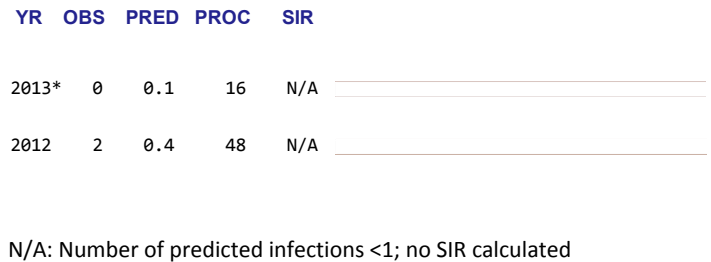 YR OBS PRED PROC SIR
2013* 0 0.1 16 N/A
2012 2 0.4 48 N/A
N/A: Number of predicted infections <1; no SIR calculated